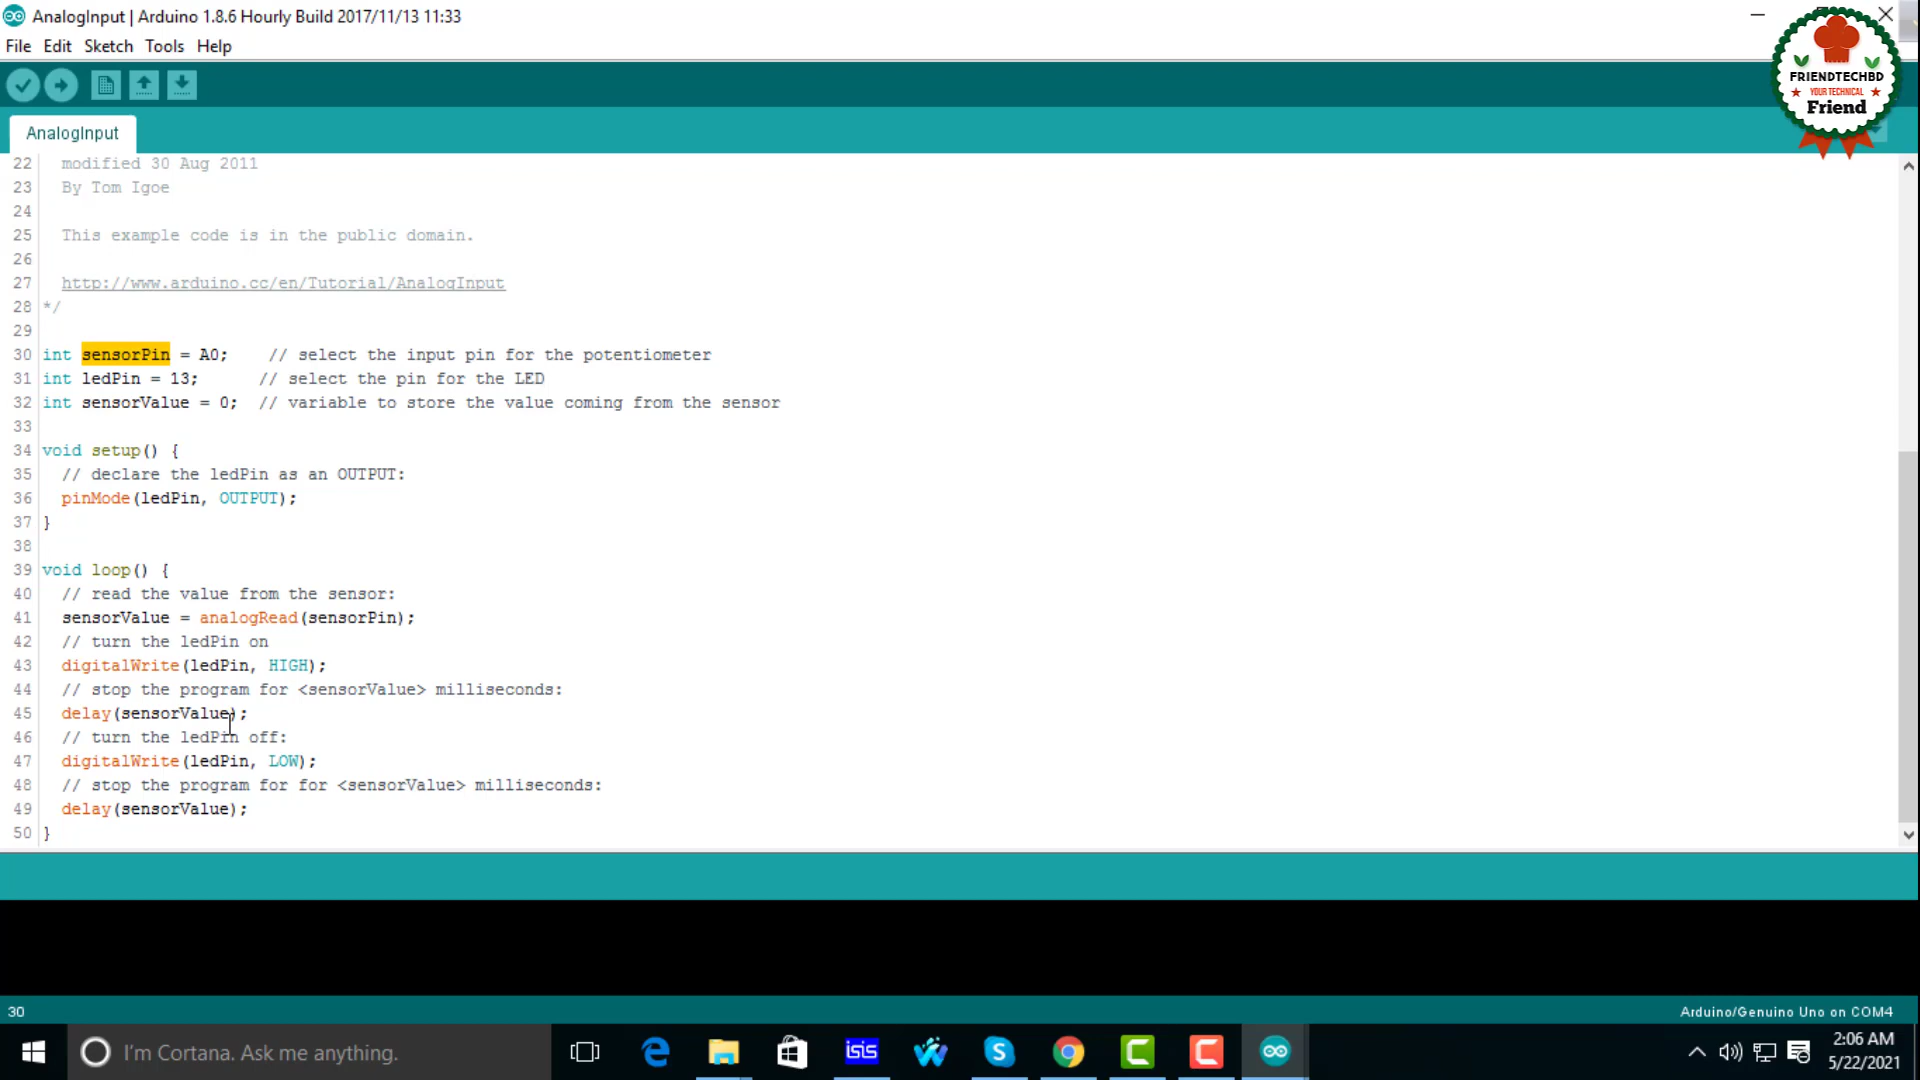 AnalogInput | Arduino 1.8.6 Hourly Build 2017/11/13 11:33
File Edit Sketch Tools Help
FRIENDTECHBD
YOUR TECHNICAL
Friend
AnalogInput
22 modified 30 Aug 2011
23 By Tom Igoe
24
25 This example code is in the public domain.
26
27 http://www.arduino.cc/en/Tutorial/AnalogInput
28 */
29
30 int sensorPin = A0;    // select the input pin for the potentiometer
31 int ledPin = 13;      // select the pin for the LED
32 int sensorValue = 0;  // variable to store the value coming from the sensor
33
34 void setup() {
35   // declare the ledPin as an OUTPUT:
36   pinMode(ledPin, OUTPUT);
37 }
38
39 void loop() {
40   // read the value from the sensor:
41   sensorValue = analogRead(sensorPin);
42   // turn the ledPin on
43   digitalWrite(ledPin, HIGH);
44   // stop the program for <sensorValue> milliseconds:
45   delay(sensorValue);
46   // turn the ledPin off:
47   digitalWrite(ledPin, LOW);
48   // stop the program for for <sensorValue> milliseconds:
49   delay(sensorValue);
50 }
30
Arduino/Genuino Uno on COM4
I'm Cortana. Ask me anything.
isis
2:06 AM
5/22/2021